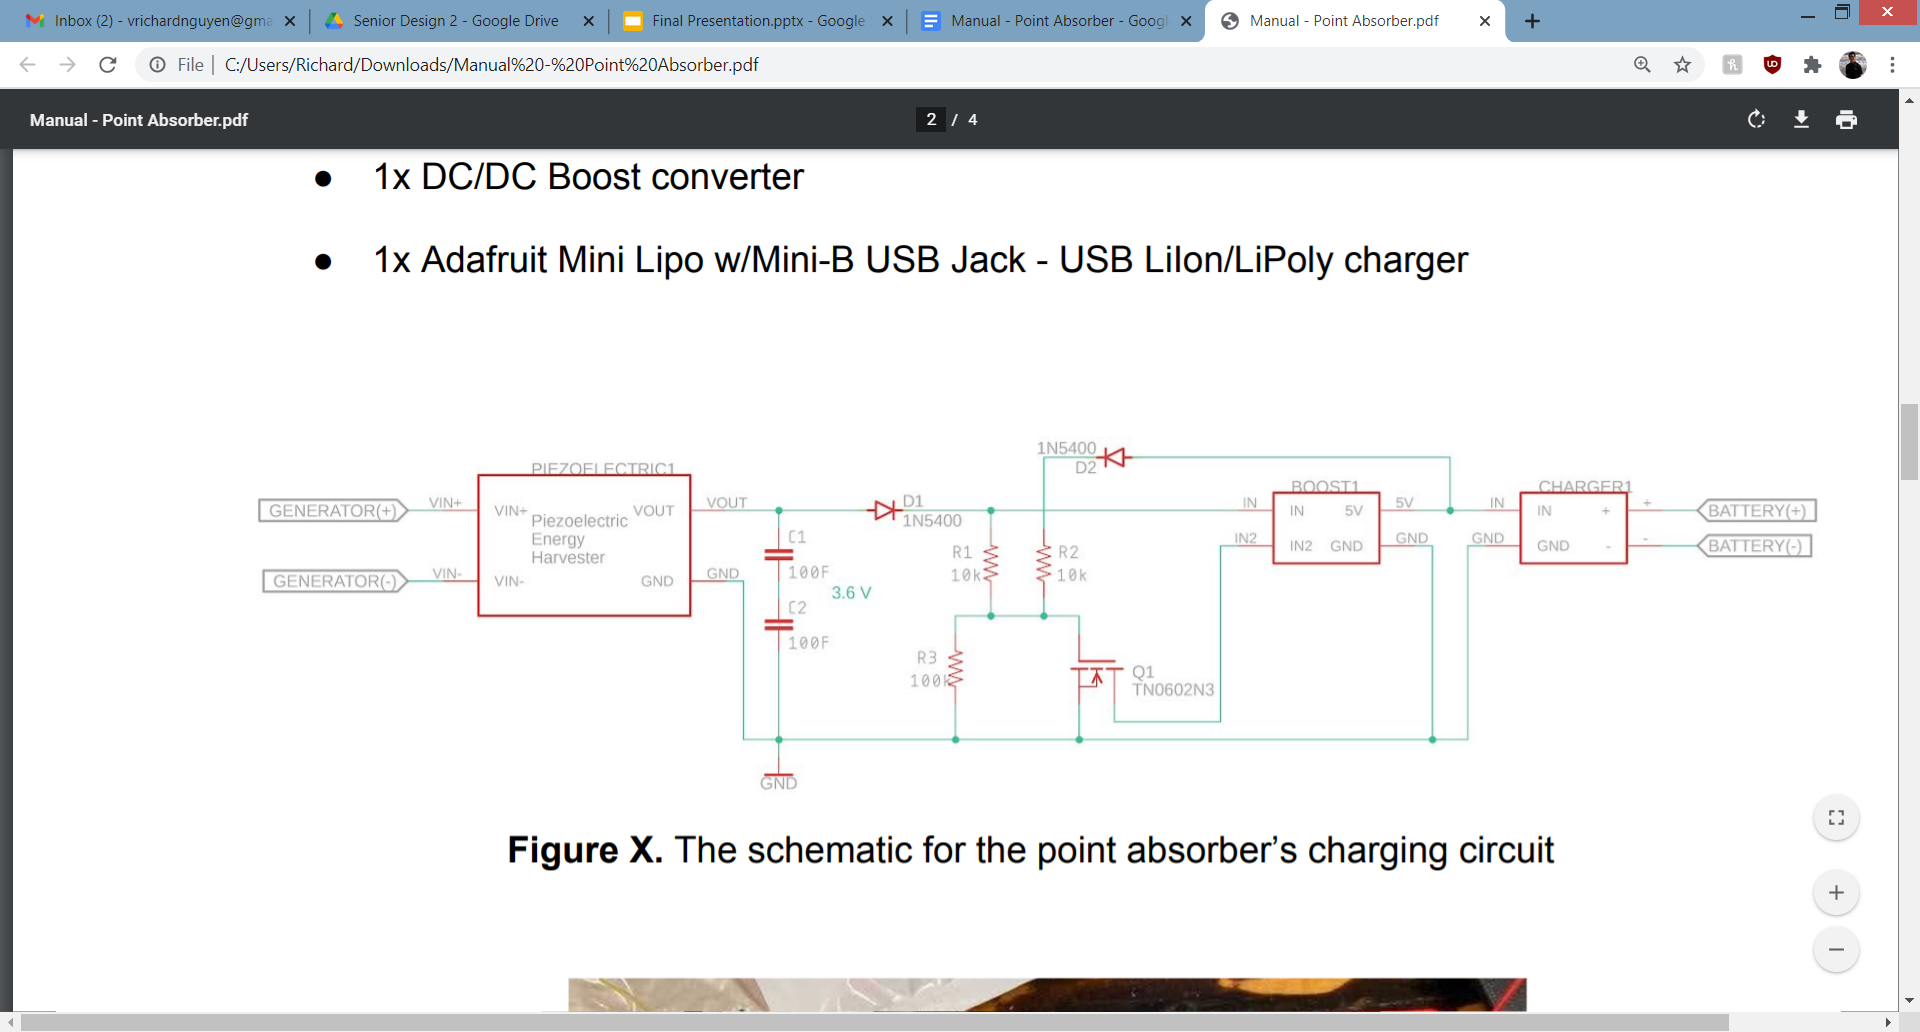 Inbox (2) - vrichardnguyen@gma
Senior Design 2 - Google Drive
Final Presentation.pptx - Google
Manual - Point Absorber - Googl
Manual - Point Absorber.pdf
File | C:/Users/Richard/Downloads/Manual%20-%20Point%20Absorber.pdf
Manual - Point Absorber.pdf
2 / 4
● 1x DC/DC Boost converter
● 1x Adafruit Mini Lipo w/Mini-B USB Jack - USB LiIon/LiPoly charger
GENERATOR(+)
VIN+
GENERATOR(-)
VIN-
PIEZOELECTRIC1
VIN+
VOUT
Piezoelectric
Energy
Harvester
VIN-
GND
VOUT
GND
C1
100F
3.6 V
C2
100F
GND
D1
1N5400
1N5400
D2
R1
10k
R2
10k
R3
100k
Q1
TN0602N3
IN
IN2
BOOST1
IN
5V
IN2
GND
5V
GND
IN
GND
CHARGER1
IN
+
GND
-
+
-
BATTERY(+)
BATTERY(-)
Figure X. The schematic for the point absorber's charging circuit